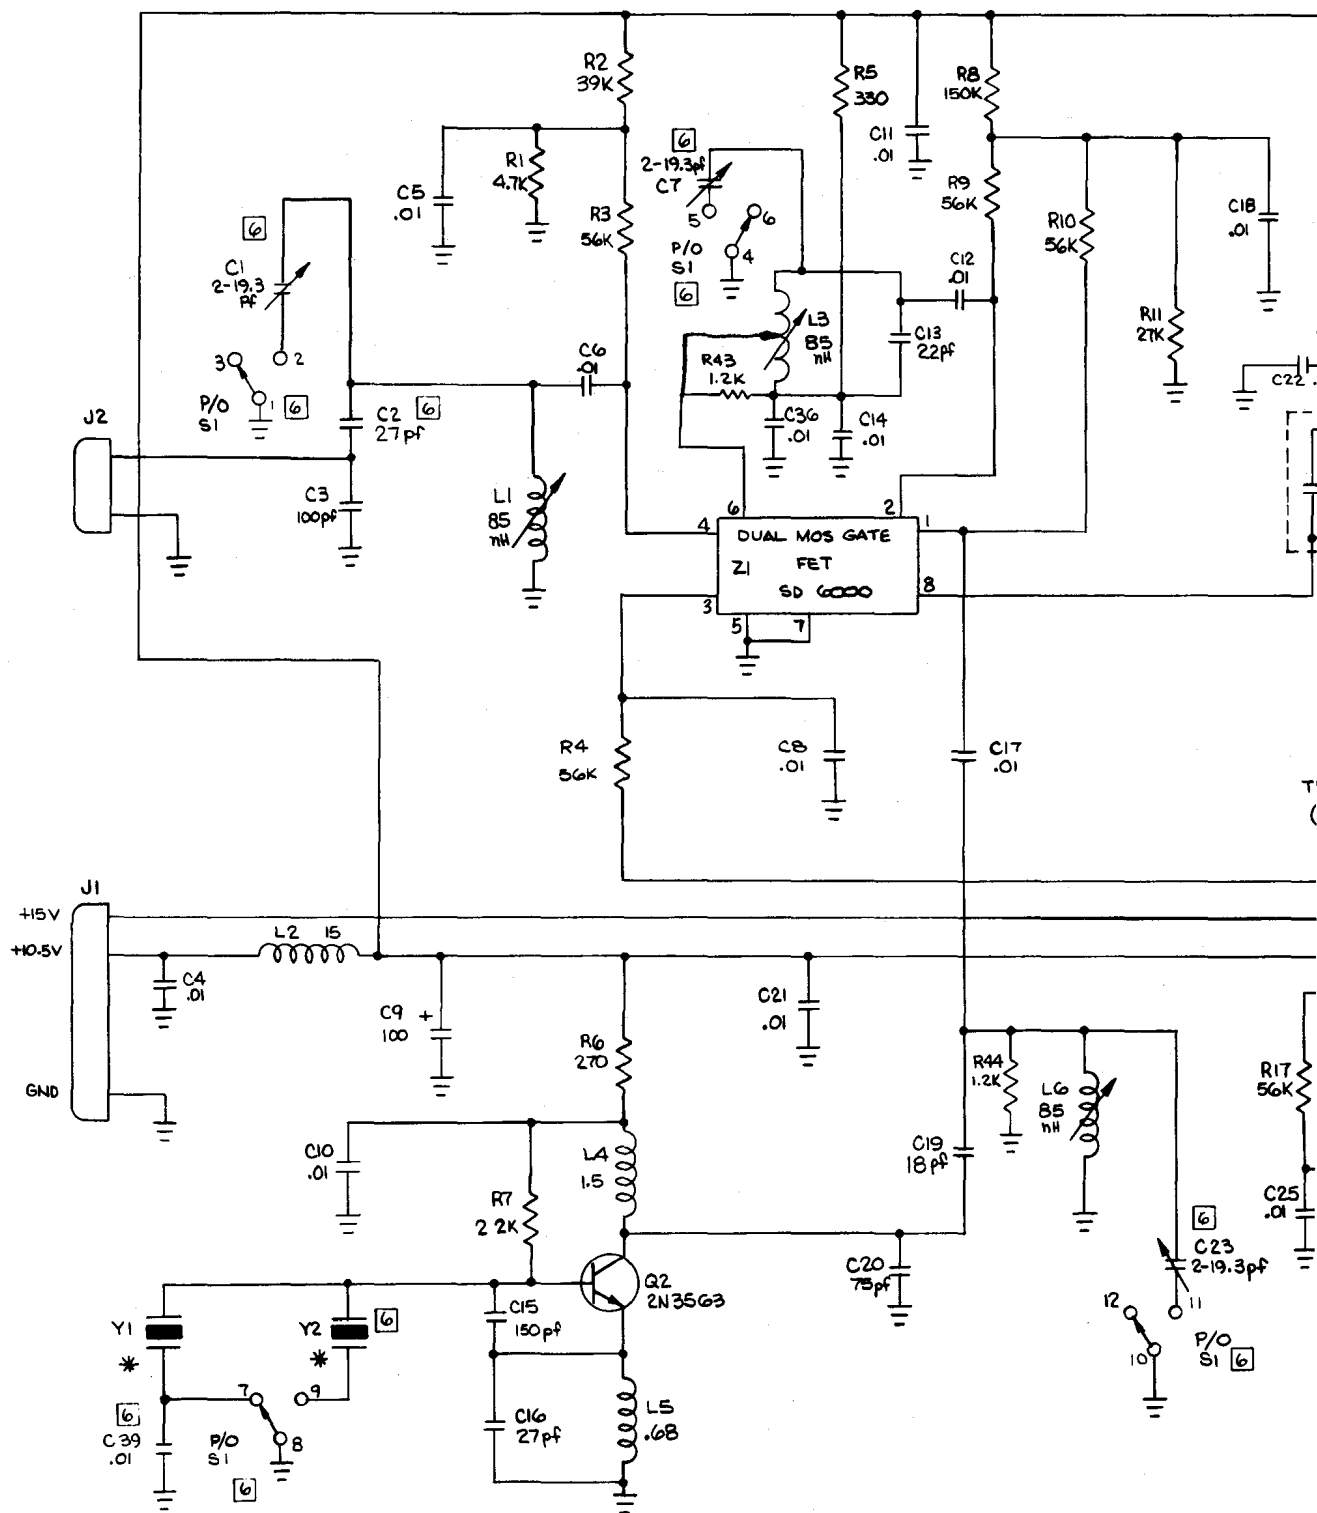 R2
39K
R5
330
R8
150K
C11
.01
6
2-19.3pf
C7
R1
4.7K
C5
.01
R9
56K
C18
.01
R3
56K
5
6
R10
56K
6
P/O
S1
4
C1
2-19.3
Pf
C12
.01
6
R11
27K
L3
85
nH
C13
22pf
C6
.01
R43
1.2K
3
2
C22
P/O
S1
1
6
C2
27pf
6
J2
C36
.01
C14
.01
C3
100pf
L1
85
nH
6
2
4
1
DUAL MOS GATE
Z1
FET
SD 6000
3
8
5
7
R4
56K
C8
.01
C17
.01
J1
+15V
+10.5V
L2 15
C4
.01
C9
100
+
C21
.01
R6
270
R44
1.2K
L6
85
nH
R17
56K
GND
C10
.01
L4
1.5
C19
18pf
R7
2 2K
C25
.01
6
C23
2-19.3pf
Q2
2N3563
C20
75pf
Y1
*
Y2
*
6
C15
150pf
12
11
10
P/O
S1
6
7
9
8
6
C39
.01
P/O
S1
6
C16
27pf
L5
.68